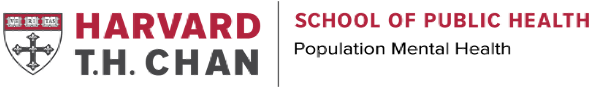 HARVARD
T.H. CHAN
SCHOOL OF PUBLIC HEALTH
Population Mental Health